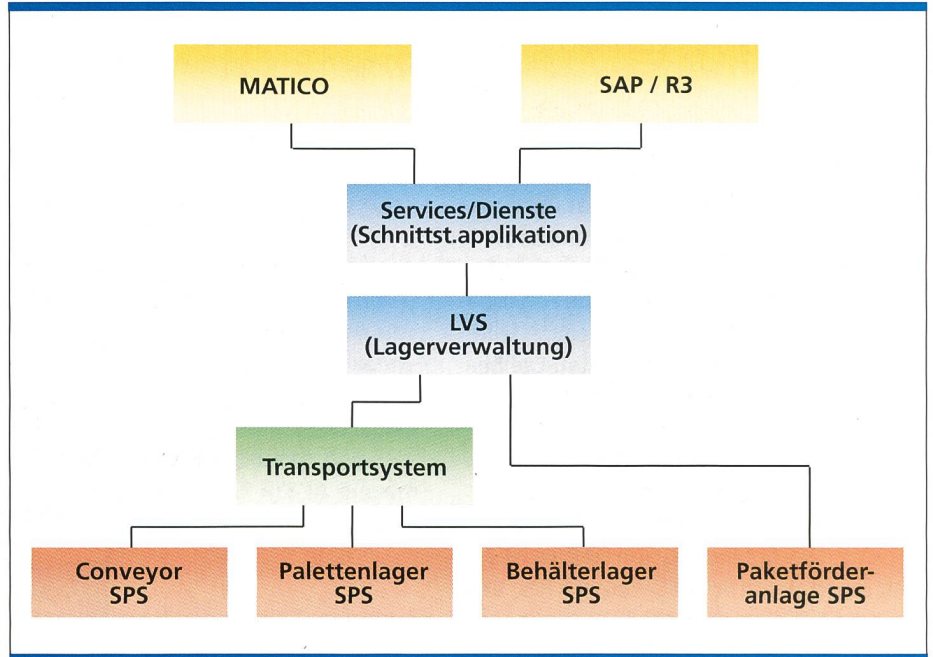 MATICO
SAP / R3
Services/Dienste
(Schnittst.applikation)
LVS
(Lagerverwaltung)
Transportsystem
Conveyor
SPS
Palettenlager
SPS
Behälterlager
SPS
Paketförder-
anlage SPS